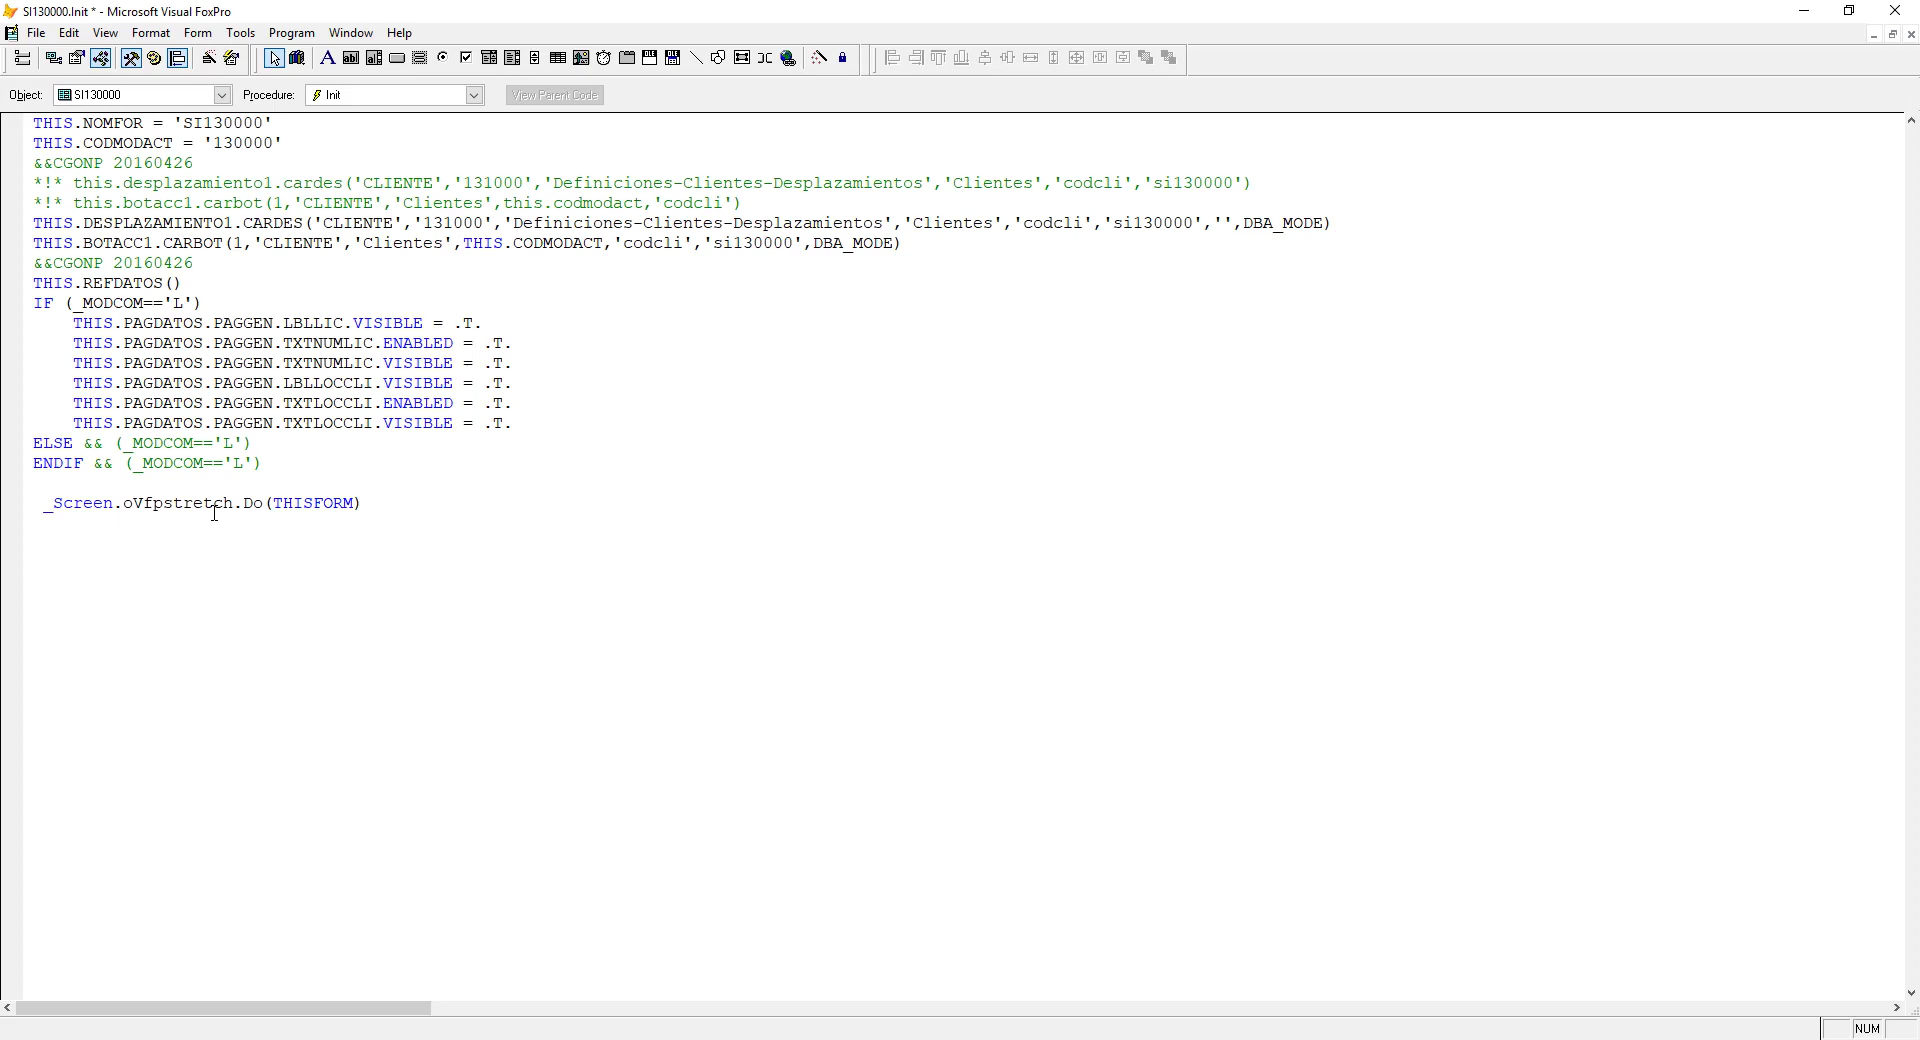 SI130000.Init * - Microsoft Visual FoxPro
File Edit View Format Form Tools Program Window Help
Object: SI130000 Procedure: Init View Parent Code
THIS.NOMFOR = 'SI130000'
THIS.CODMODACT = '130000'
&&CGONP 20160426
*!* this.desplazamiento1.cardes('CLIENTE','131000','Definiciones-Clientes-Desplazamientos','Clientes','codcli','si130000')
*!* this.botacc1.carbot(1,'CLIENTE','Clientes',this.codmodact,'codcli')
THIS.DESPLAZAMIENTO1.CARDES('CLIENTE','131000','Definiciones-Clientes-Desplazamientos','Clientes','codcli','si130000','',DBA_MODE)
THIS.BOTACC1.CARBOT(1,'CLIENTE','Clientes',THIS.CODMODACT,'codcli','si130000',DBA_MODE)
&&CGONP 20160426
THIS.REFDATOS()
IF (_MODCOM=='L')
THIS.PAGDATOS.PAGGEN.LBLLIC.VISIBLE = .T.
THIS.PAGDATOS.PAGGEN.TXTNUMLIC.ENABLED = .T.
THIS.PAGDATOS.PAGGEN.TXTNUMLIC.VISIBLE = .T.
THIS.PAGDATOS.PAGGEN.LBLLOCCLI.VISIBLE = .T.
THIS.PAGDATOS.PAGGEN.TXTLOCCLI.ENABLED = .T.
THIS.PAGDATOS.PAGGEN.TXTLOCCLI.VISIBLE = .T.
ELSE && (_MODCOM=='L')
ENDIF && (_MODCOM=='L')
_Screen.oVfpstretch.Do(THISFORM)
NUM